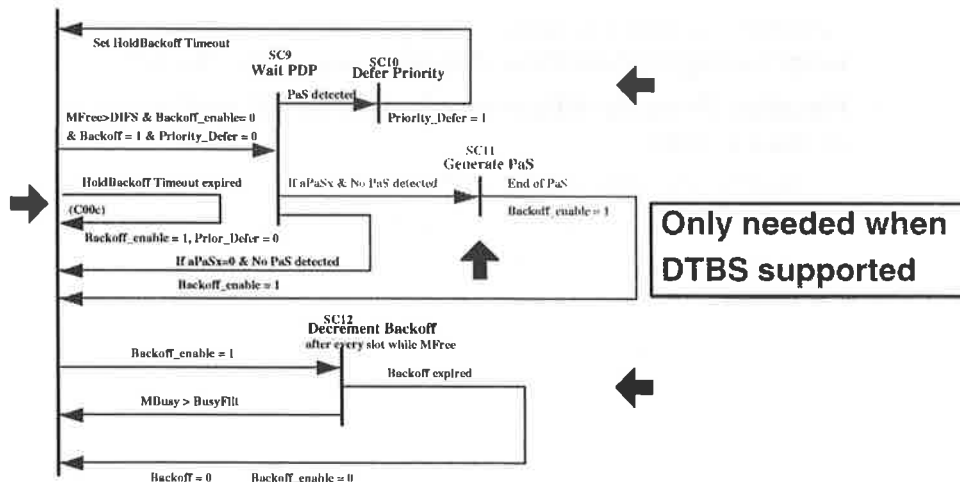 Set HoldBackoff Timeout
SC9
Wait PDP
SC10
Defer Priority
PaS detected
Priority_Defer = 1
MFree>DIFS & Backoff_enable= 0
& Backoff = 1 & Priority_Defer = 0
SC11
Generate PaS
HoldBackoff Timeout expired
If aPaSx & No PaS detected
End of PaS
(C00c)
Backoff_enable = 1
Backoff_enable = 1, Prior_Defer = 0
Only needed when
DTBS supported
If aPaSx=0 & No PaS detected
Backoff_enable = 1
SC12
Decrement Backoff
after every slot while MFree
Backoff_enable = 1
Backoff expired
MBusy > BusyFilt
Backoff = 0 Backoff_enable = 0